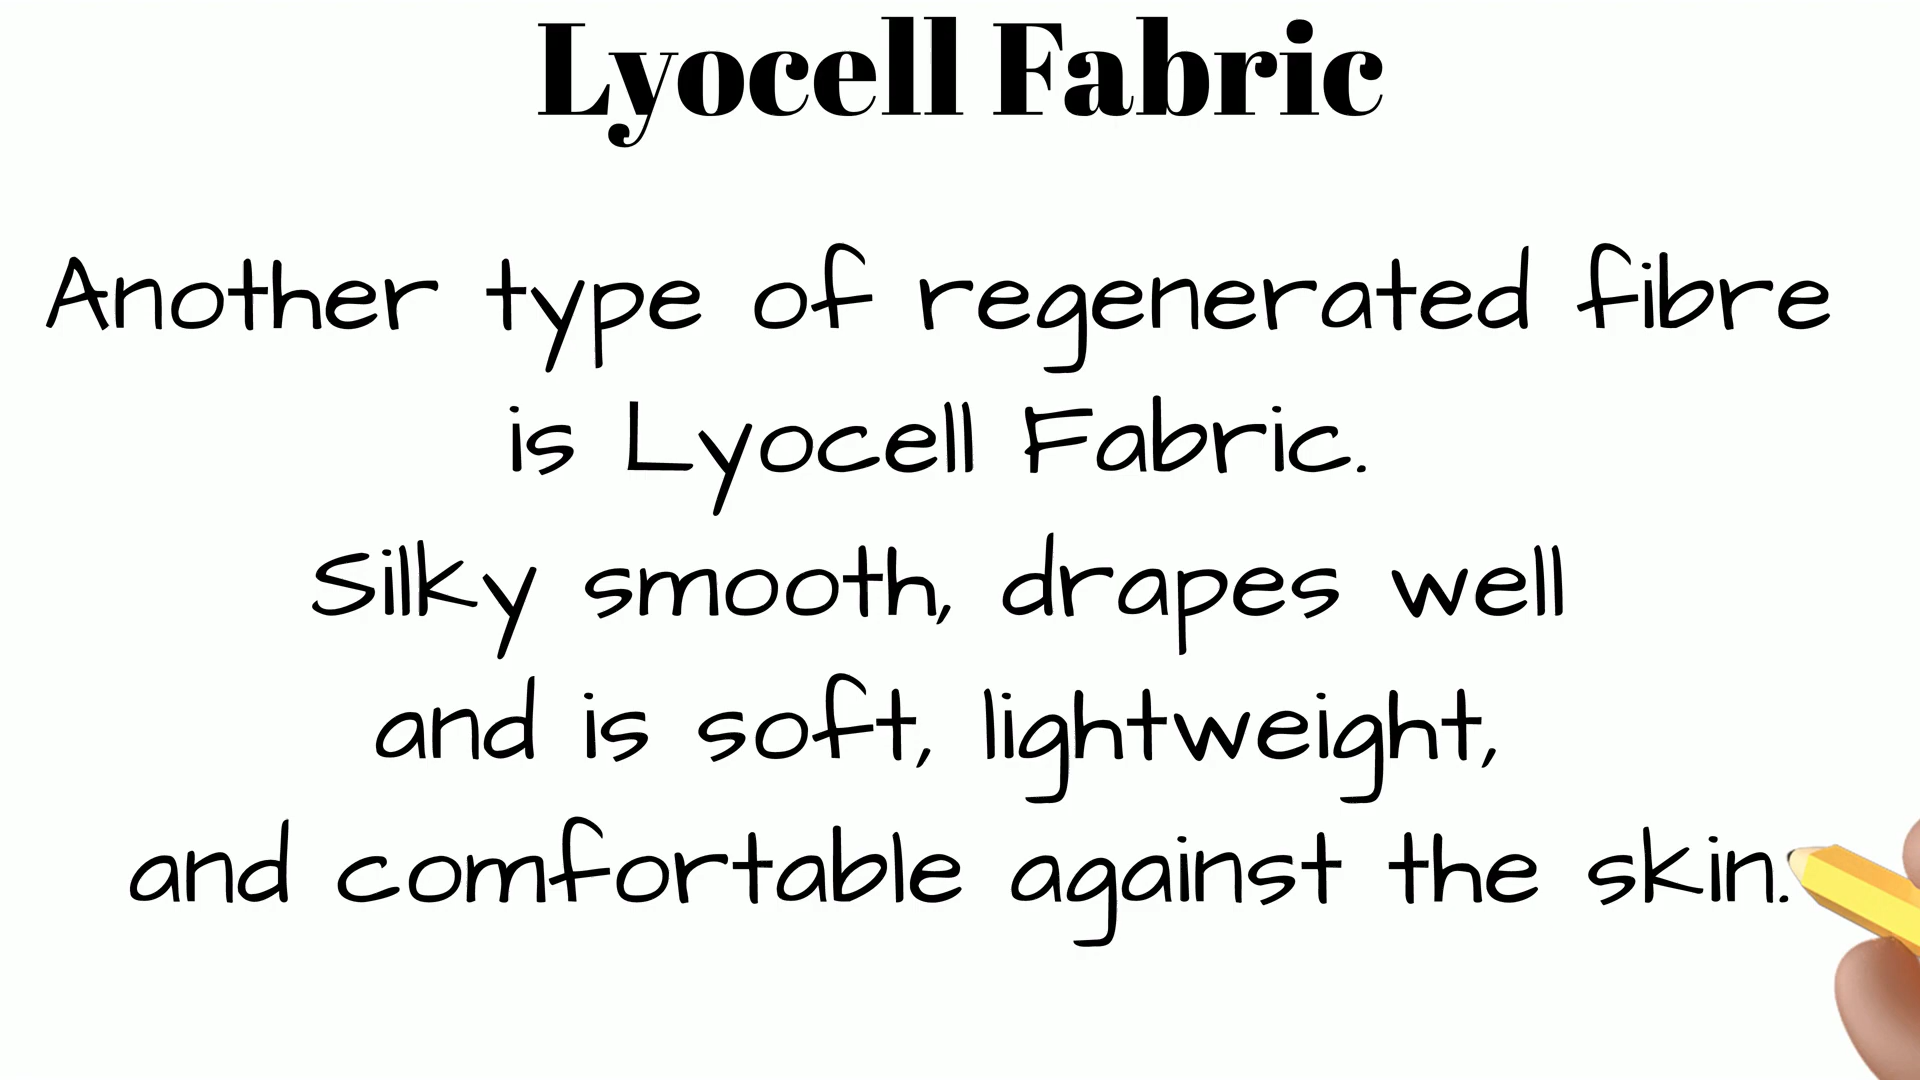 Lyocell Fabric
Another type of regenerated fibre
is Lyocell Fabric.
Silky smooth, drapes well
and is soft, lightweight,
and comfortable against the skin.